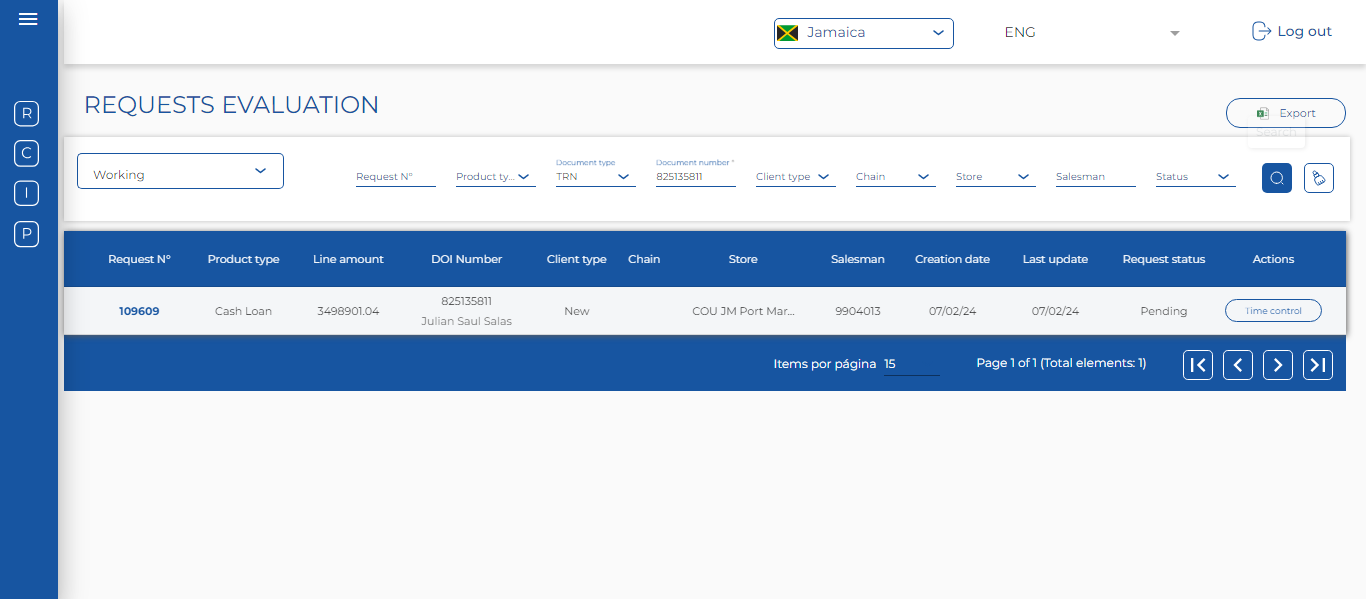 Jamaica
ENG
Log out
R
C
I
P
REQUESTS EVALUATION
Export
Search
Working
Request N°
Product ty...
Document type
TRN
Document number *
825135811
Client type
Chain
Store
Salesman
Status
Request N° Product type Line amount DOI Number Client type Chain Store Salesman Creation date Last update Request status Actions
109609 Cash Loan 3498901.04 825135811 New COU JM Port Mar... 9904013 07/02/24 07/02/24 Pending Time control
Julian Saul Salas
Items por página 15 Page 1 of 1 (Total elements: 1)